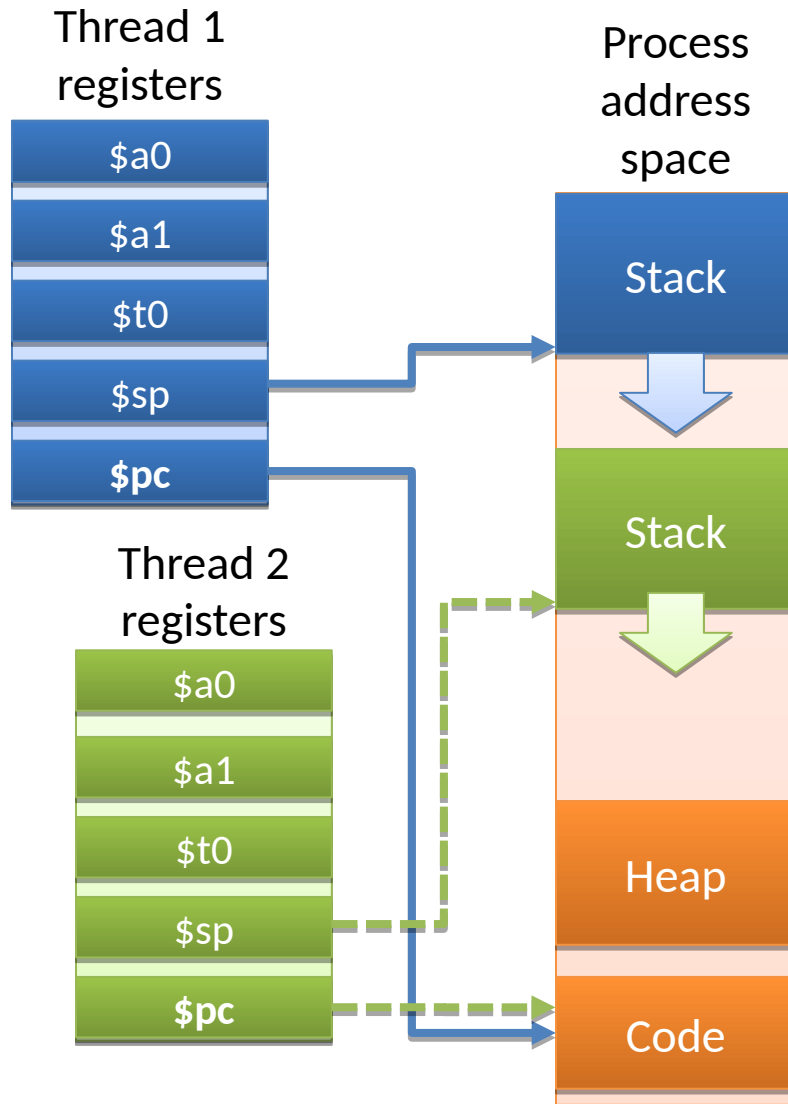 Thread 1
registers
$a0
$a1
$t0
$sp
$pc
Thread 2
registers
$a0
$a1
$t0
$sp
$pc
Process
address
space
Stack
Stack
Heap
Code